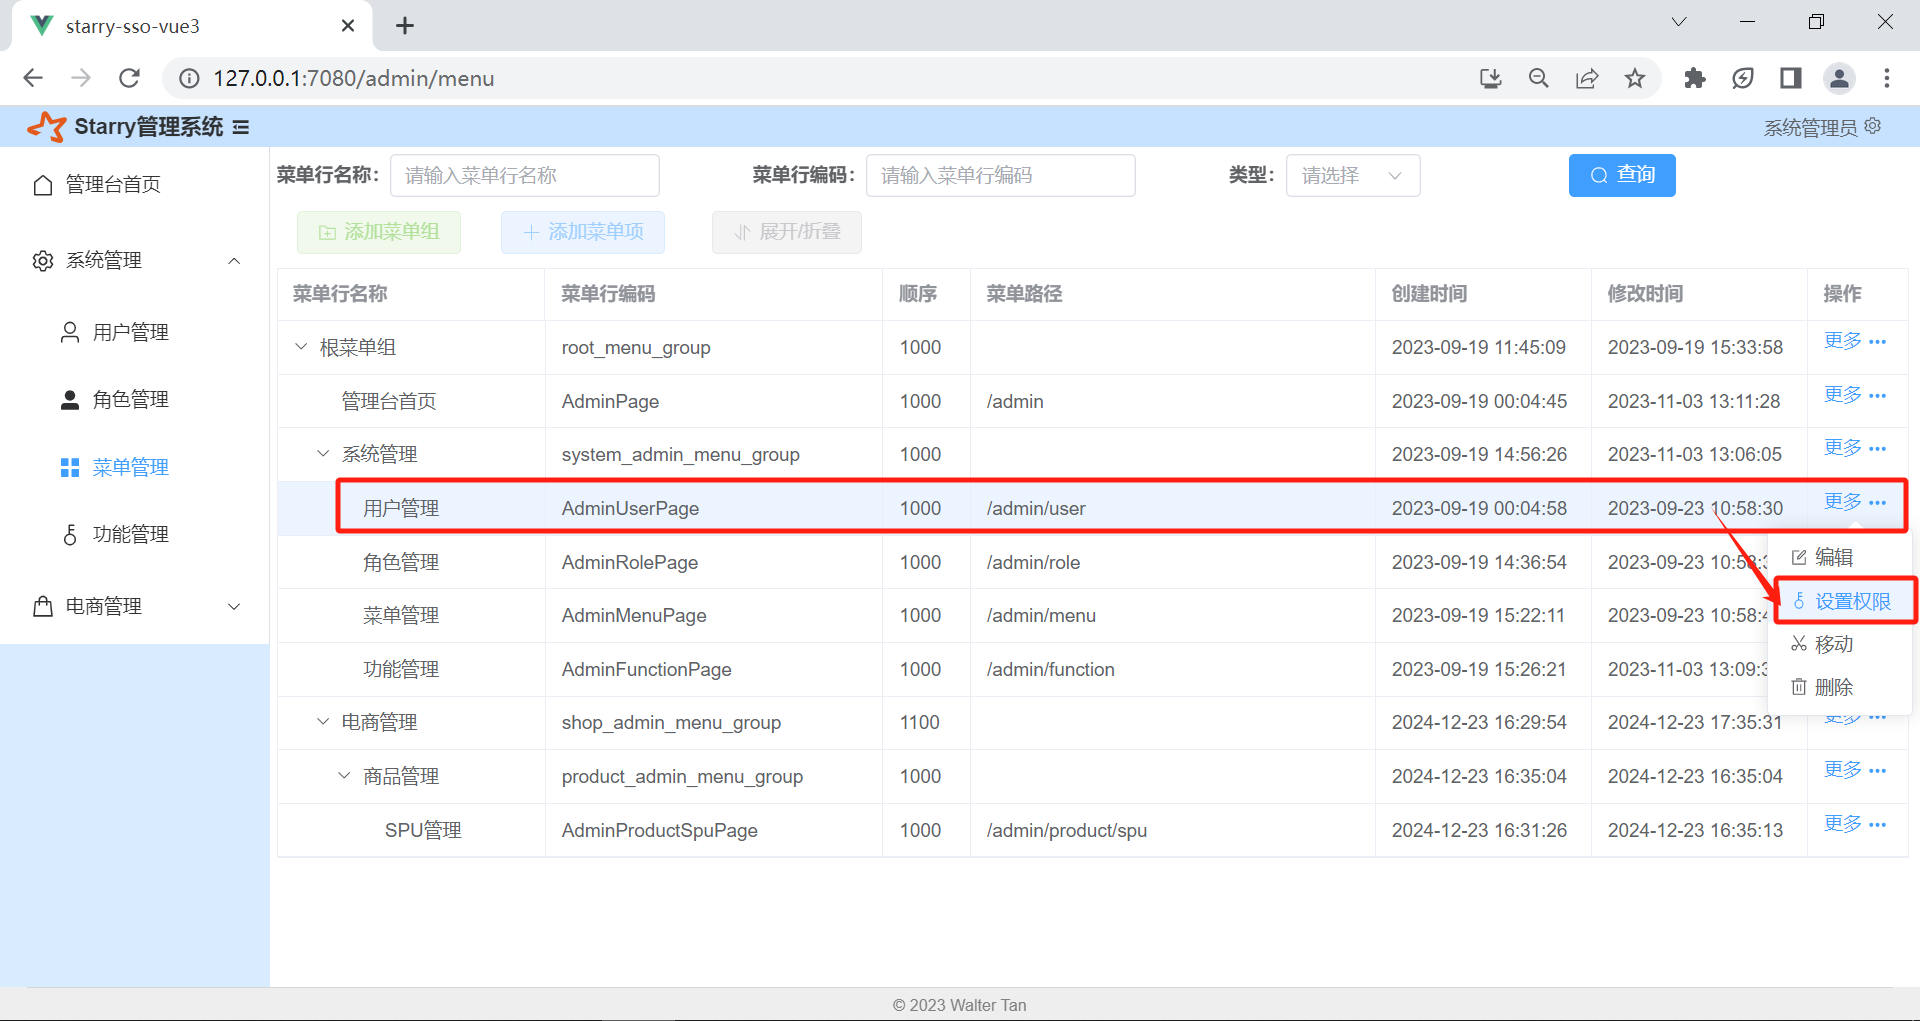 starry-sso-vue3
127.0.0.1:7080/admin/menu
Starry管理系统
系统管理员
管理台首页
系统管理
用户管理
角色管理
菜单管理
功能管理
电商管理
菜单行名称: 请输入菜单行名称 菜单行编码: 请输入菜单行编码 类型: 请选择 查询
添加菜单组 添加菜单项 展开/折叠
菜单行名称 菜单行编码 顺序 菜单路径 创建时间 修改时间 操作
根菜单组 root_menu_group 1000 2023-09-19 11:45:09 2023-09-19 15:33:58 更多
管理台首页 AdminPage 1000 /admin 2023-09-19 00:04:45 2023-11-03 13:11:28 更多
系统管理 system_admin_menu_group 1000 2023-09-19 14:56:26 2023-11-03 13:06:05 更多
用户管理 AdminUserPage 1000 /admin/user 2023-09-19 00:04:58 2023-09-23 10:58:30 更多
角色管理 AdminRolePage 1000 /admin/role 2023-09-19 14:36:54 2023-09-23
菜单管理 AdminMenuPage 1000 /admin/menu 2023-09-19 15:22:11 2023-09-23 10:58:4
功能管理 AdminFunctionPage 1000 /admin/function 2023-09-19 15:26:21 2023-11-03 13:09:3
电商管理 shop_admin_menu_group 1100 2024-12-23 16:29:54 2024-12-23 17:35:31 更多
商品管理 product_admin_menu_group 1000 2024-12-23 16:35:04 2024-12-23 16:35:04 更多
SPU管理 AdminProductSpuPage 1000 /admin/product/spu 2024-12-23 16:31:26 2024-12-23 16:35:13 更多
编辑
设置权限
移动
删除
© 2023 Walter Tan